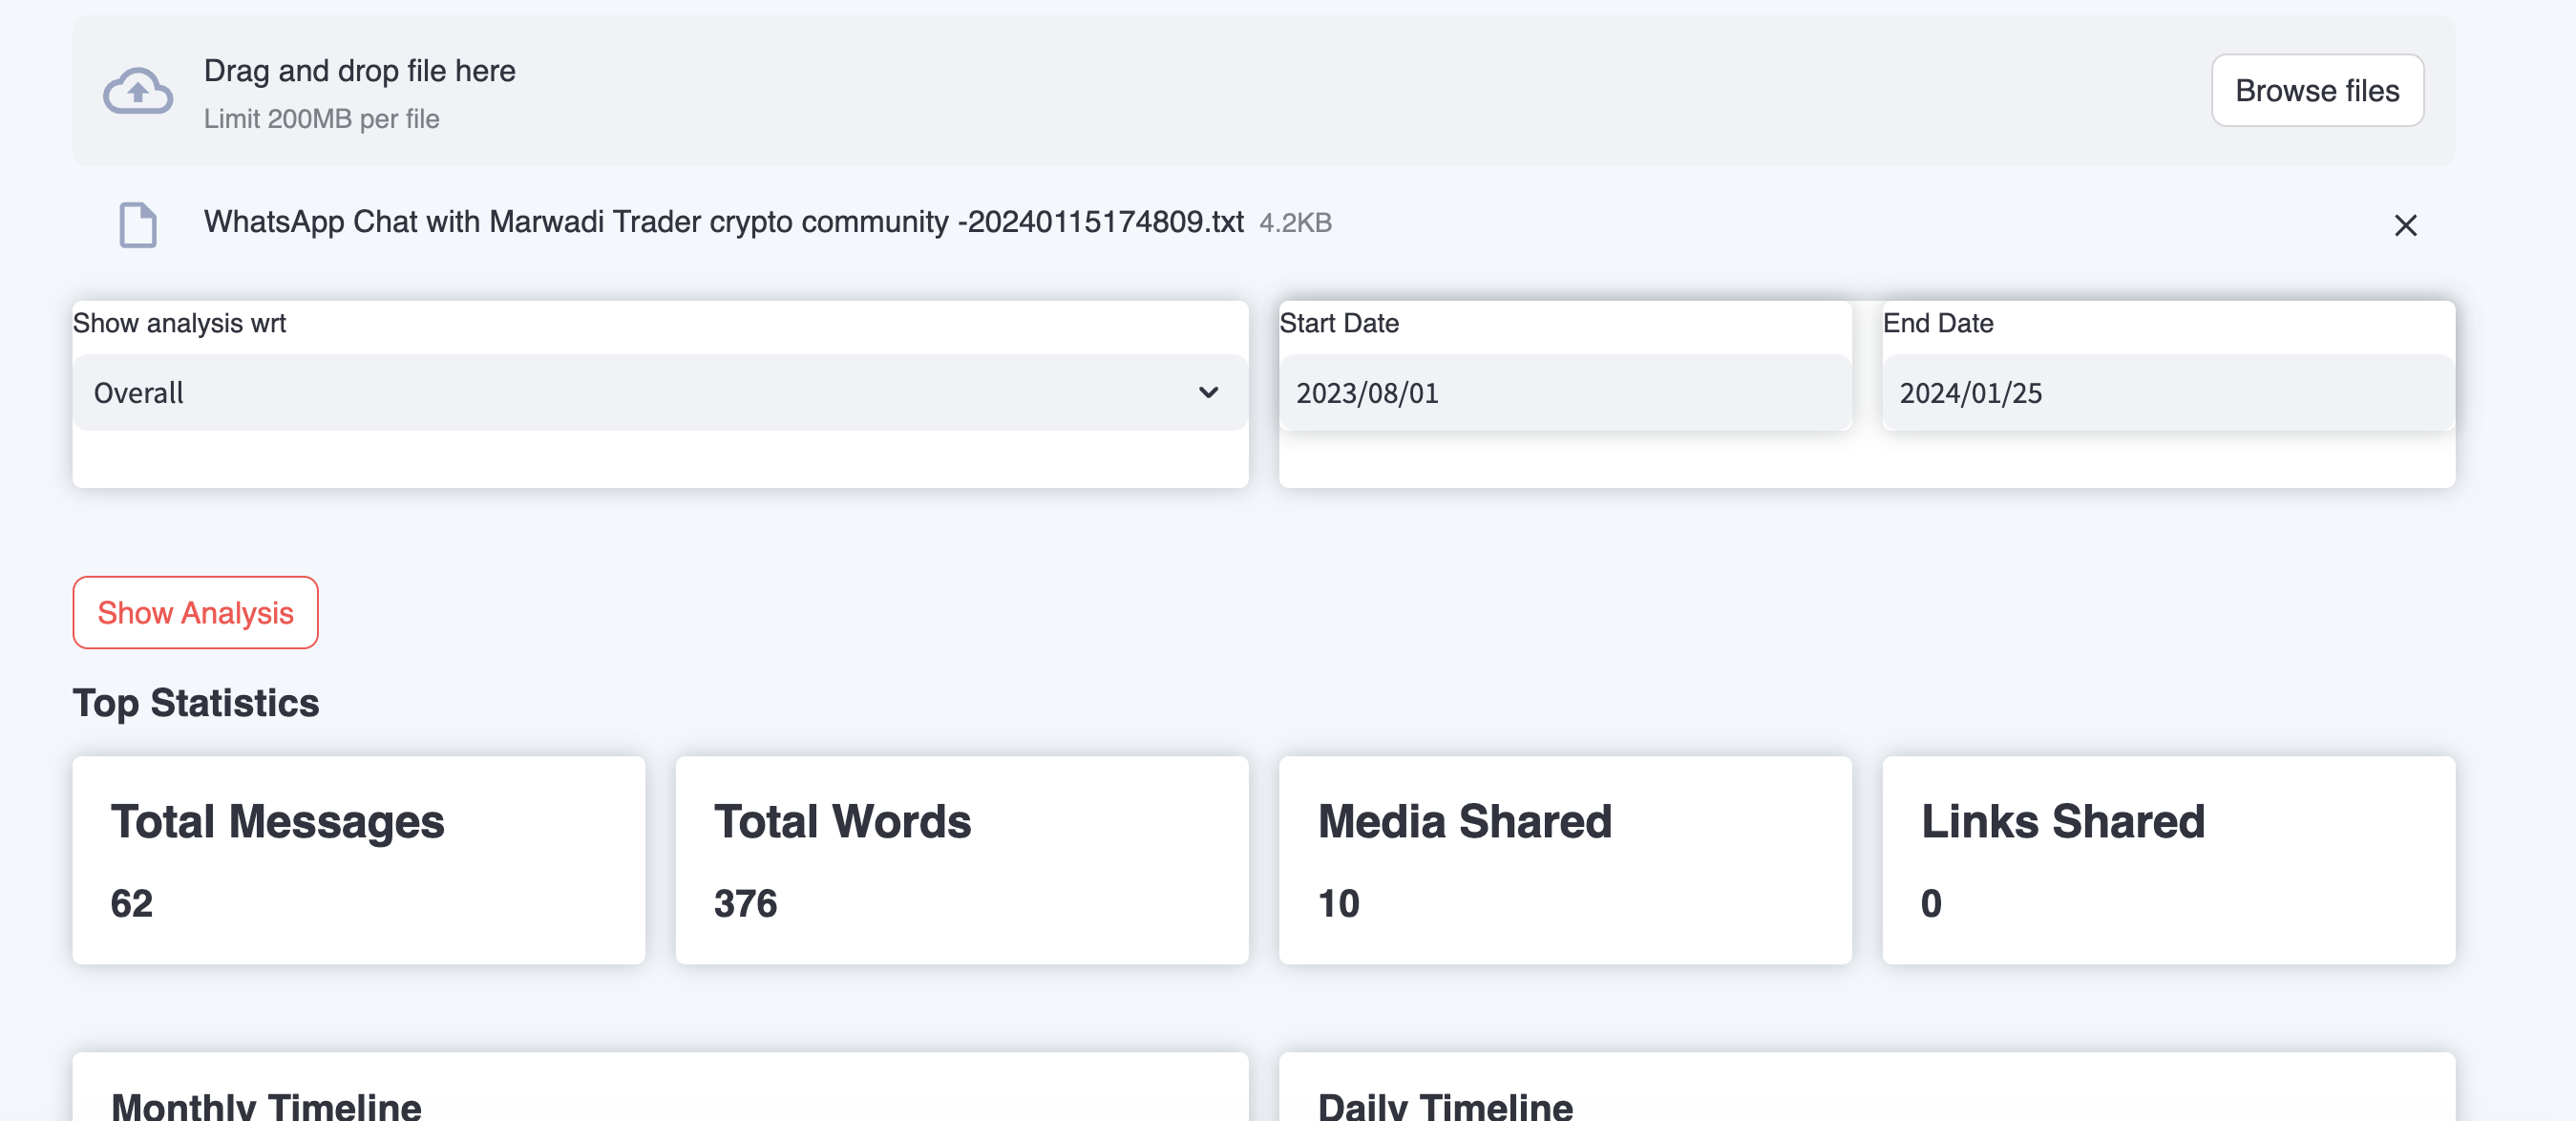 Drag and drop file here
Limit 200MB per file
Browse files
WhatsApp Chat with Marwadi Trader crypto community -20240115174809.txt 4.2KB
Show analysis wrt
Overall
Start Date
2023/08/01
End Date
2024/01/25
Show Analysis
Top Statistics
Total Messages
62
Total Words
376
Media Shared
10
Links Shared
0
Monthly Timeline
Daily Timeline